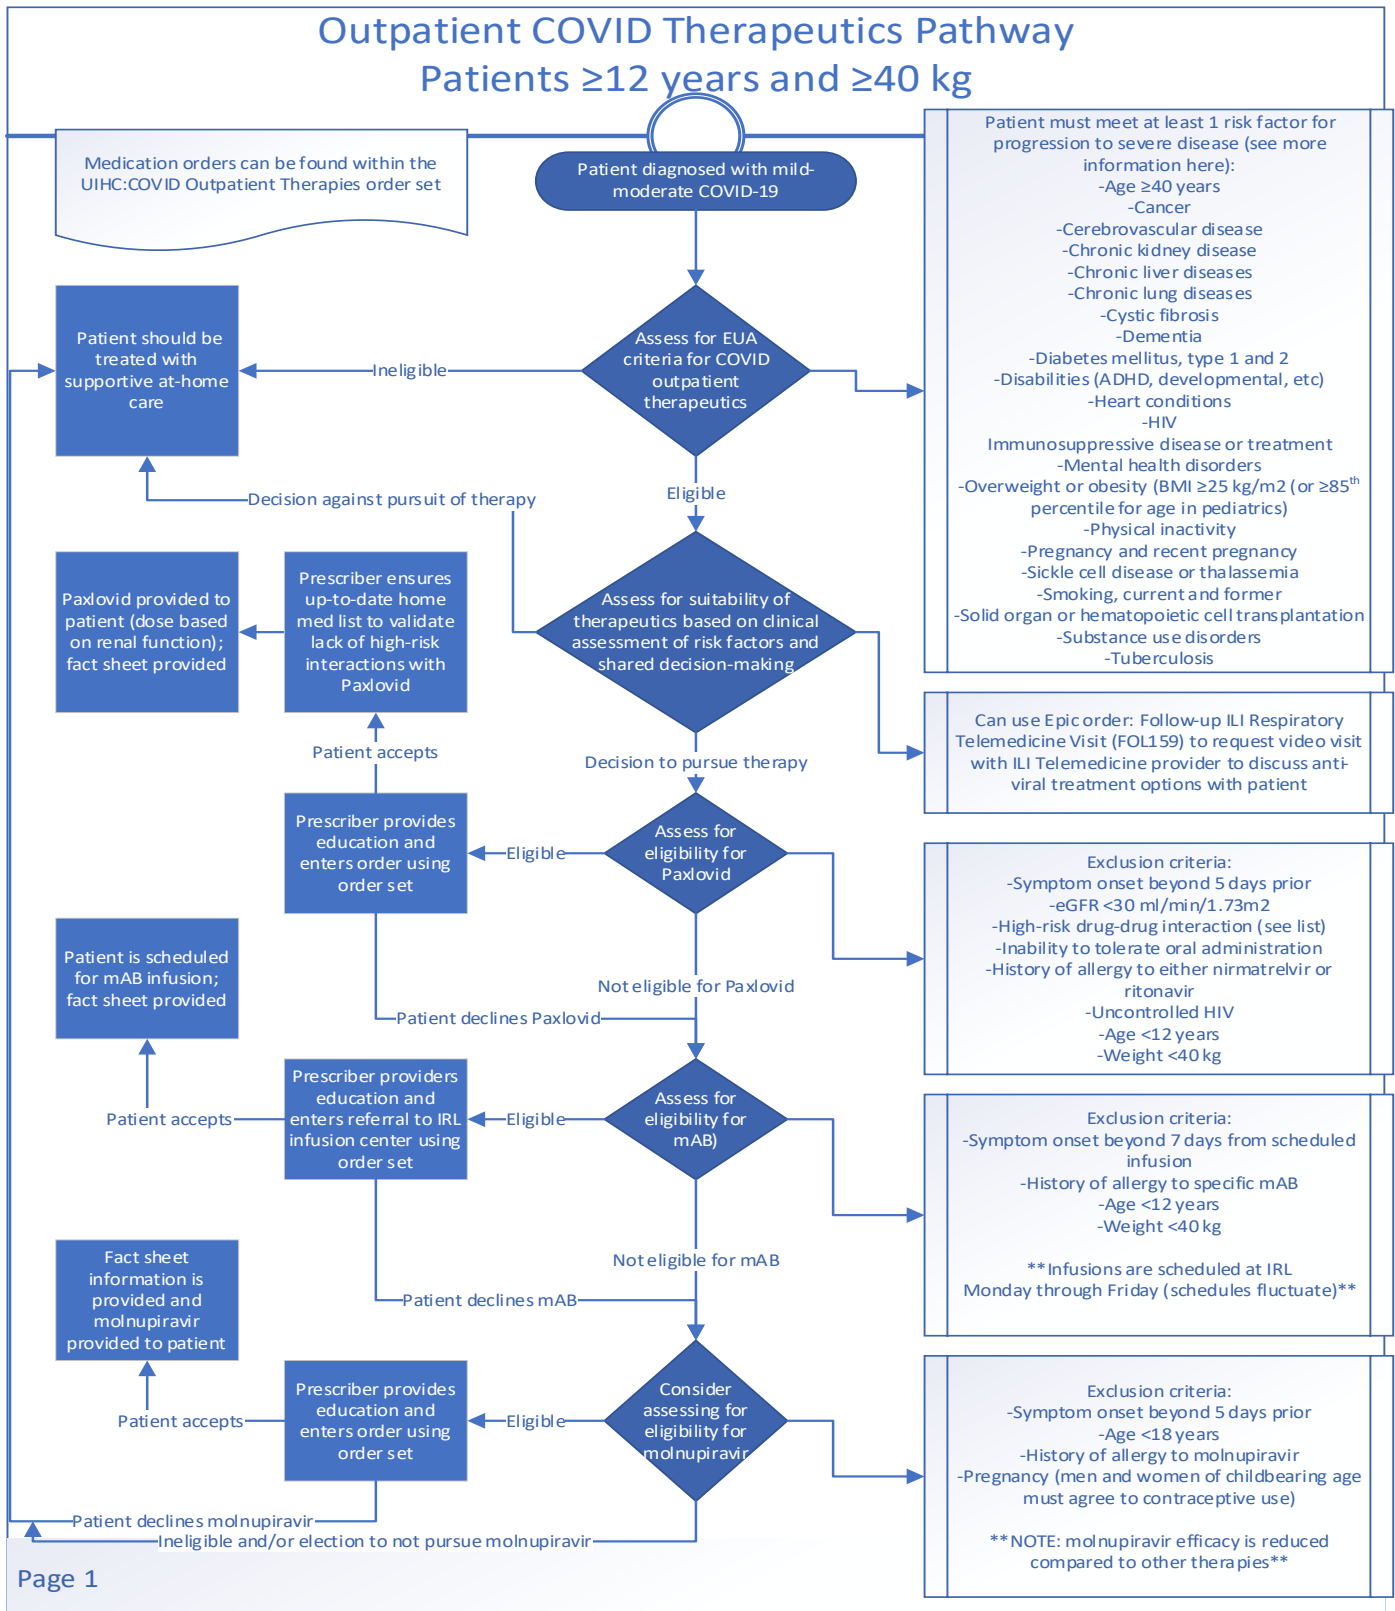 Outpatient COVID Therapeutics Pathway
Patients ≥12 years and ≥40 kg
Medication orders can be found within the
UIHC:COVID Outpatient Therapies order set
Patient diagnosed with mild-
moderate COVID-19
Patient must meet at least 1 risk factor for
progression to severe disease (see more
information here):
-Age ≥40 years
-Cancer
-Cerebrovascular disease
-Chronic kidney disease
-Chronic liver diseases
-Chronic lung diseases
-Cystic fibrosis
-Dementia
-Diabetes mellitus, type 1 and 2
-Disabilities (ADHD, developmental, etc)
-Heart conditions
-HIV
Immunosuppressive disease or treatment
-Mental health disorders
-Overweight or obesity (BMI ≥25 kg/m2 (or ≥85th
percentile for age in pediatrics)
-Physical inactivity
-Pregnancy and recent pregnancy
-Sickle cell disease or thalassemia
-Smoking, current and former
-Solid organ or hematopoietic cell transplantation
-Substance use disorders
-Tuberculosis
Assess for EUA
criteria for COVID
outpatient
therapeutics
Ineligible
Patient should be
treated with
supportive at-home
care
Eligible
Decision against pursuit of therapy
Assess for suitability of
therapeutics based on clinical
assessment of risk factors and
shared decision-making
Can use Epic order: Follow-up ILI Respiratory
Telemedicine Visit (FOL159) to request video visit
with ILI Telemedicine provider to discuss anti-
viral treatment options with patient
Decision to pursue therapy
Paxlovid provided to
patient (dose based
on renal function);
fact sheet provided
Prescriber ensures
up-to-date home
med list to validate
lack of high-risk
interactions with
Paxlovid
Patient accepts
Prescriber provides
education and
enters order using
order set
Eligible
Assess for
eligibility for
Paxlovid
Exclusion criteria:
-Symptom onset beyond 5 days prior
-eGFR <30 ml/min/1.73m2
-High-risk drug-drug interaction (see list)
-Inability to tolerate oral administration
-History of allergy to either nirmatrelvir or
ritonavir
-Uncontrolled HIV
-Age <12 years
-Weight <40 kg
Not eligible for Paxlovid
Patient declines Paxlovid
Patient is scheduled
for mAB infusion;
fact sheet provided
Patient accepts
Prescriber providers
education and
enters referral to IRL
infusion center using
order set
Eligible
Assess for
eligibility for
mAB)
Exclusion criteria:
-Symptom onset beyond 7 days from scheduled
infusion
-History of allergy to specific mAB
-Age <12 years
-Weight <40 kg
**Infusions are scheduled at IRL
Monday through Friday (schedules fluctuate)**
Not eligible for mAB
Patient declines mAB
Fact sheet
information is
provided and
molnupiravir
provided to patient
Patient accepts
Prescriber provides
education and
enters order using
order set
Eligible
Consider
assessing for
eligibility for
molnupiravir
Exclusion criteria:
-Symptom onset beyond 5 days prior
-Age <18 years
-History of allergy to molnupiravir
-Pregnancy (men and women of childbearing age
must agree to contraceptive use)
**NOTE: molnupiravir efficacy is reduced
compared to other therapies**
Patient declines molnupiravir
Ineligible and/or election to not pursue molnupiravir
Page 1